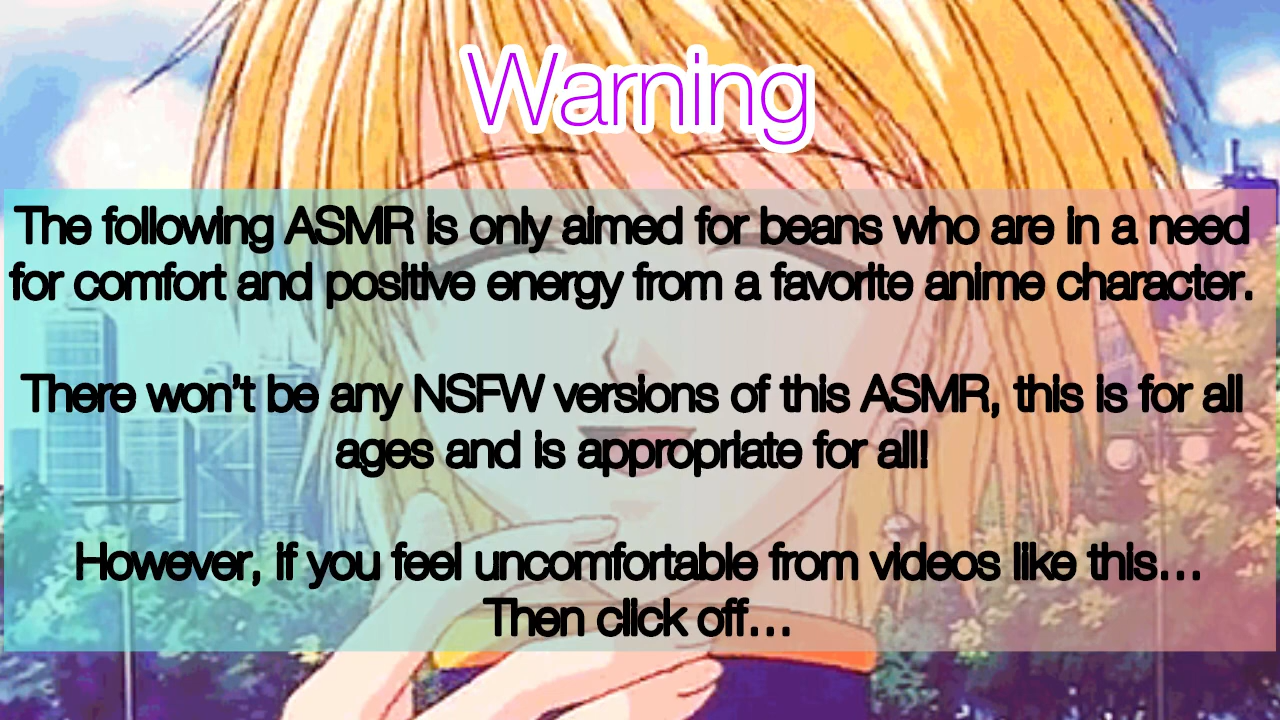 Warning
The following ASMR is only aimed for beans who are in a need
for comfort and positive energy from a favorite anime character.
There won't be any NSFW versions of this ASMR, this is for all
ages and is appropriate for all!
However, if you feel uncomfortable from videos like this...
Then click off...